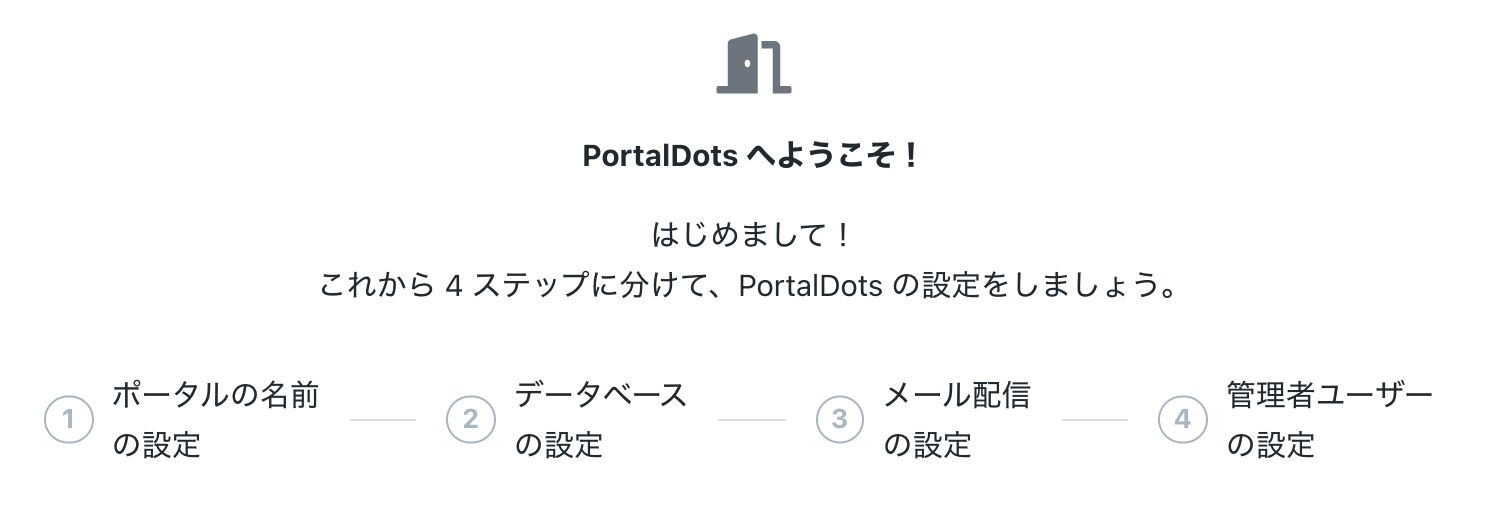 PortalDots へようこそ！
はじめまして！
これから 4 ステップに分けて、PortalDots の設定をしましょう。
1 ポータルの名前
の設定
2 データベース
の設定
3 メール配信
の設定
4 管理者ユーザー
の設定